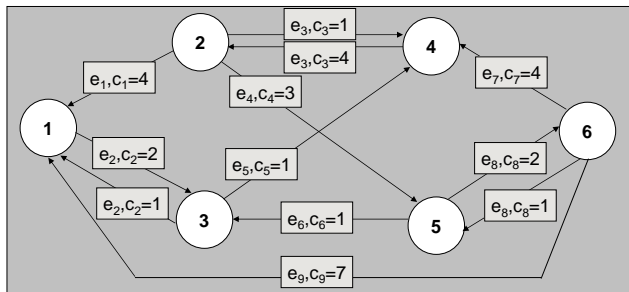 e3,c3=1
2
4
e3,c3=4
e1,c1=4
e7,c7=4
e4,c4=3
1
6
e2,c2=2
e5,c5=1
e8,c8=2
e2,c2=1
3
e6,c6=1
5
e8,c8=1
e9,c9=7